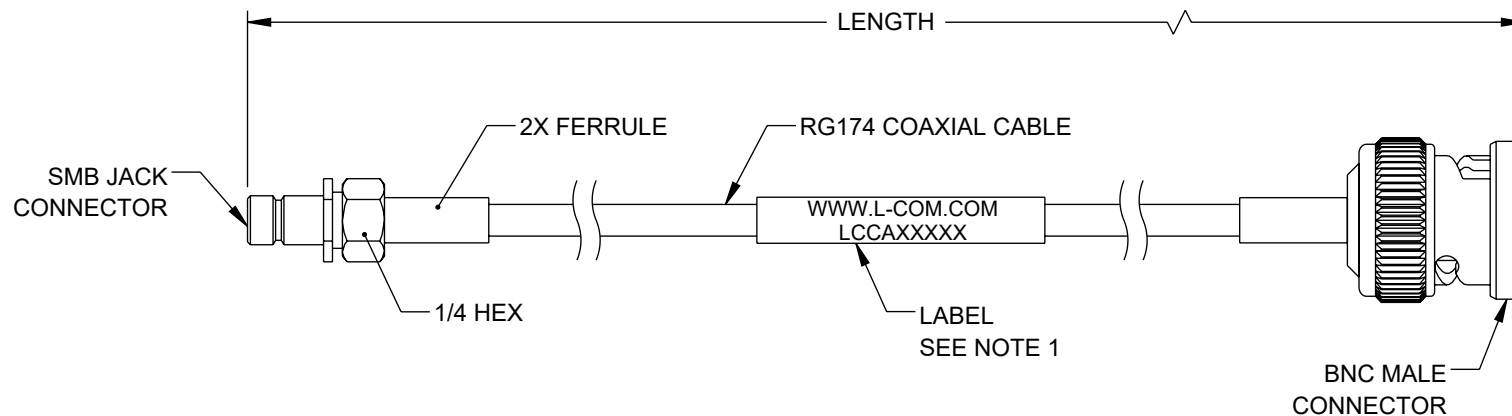 LENGTH
2X FERRULE
RG174 COAXIAL CABLE
SMB JACK
CONNECTOR
WWW.L-COM.COM
LCCAXXXXX
1/4 HEX
LABEL
SEE NOTE 1
BNC MALE
CONNECTOR